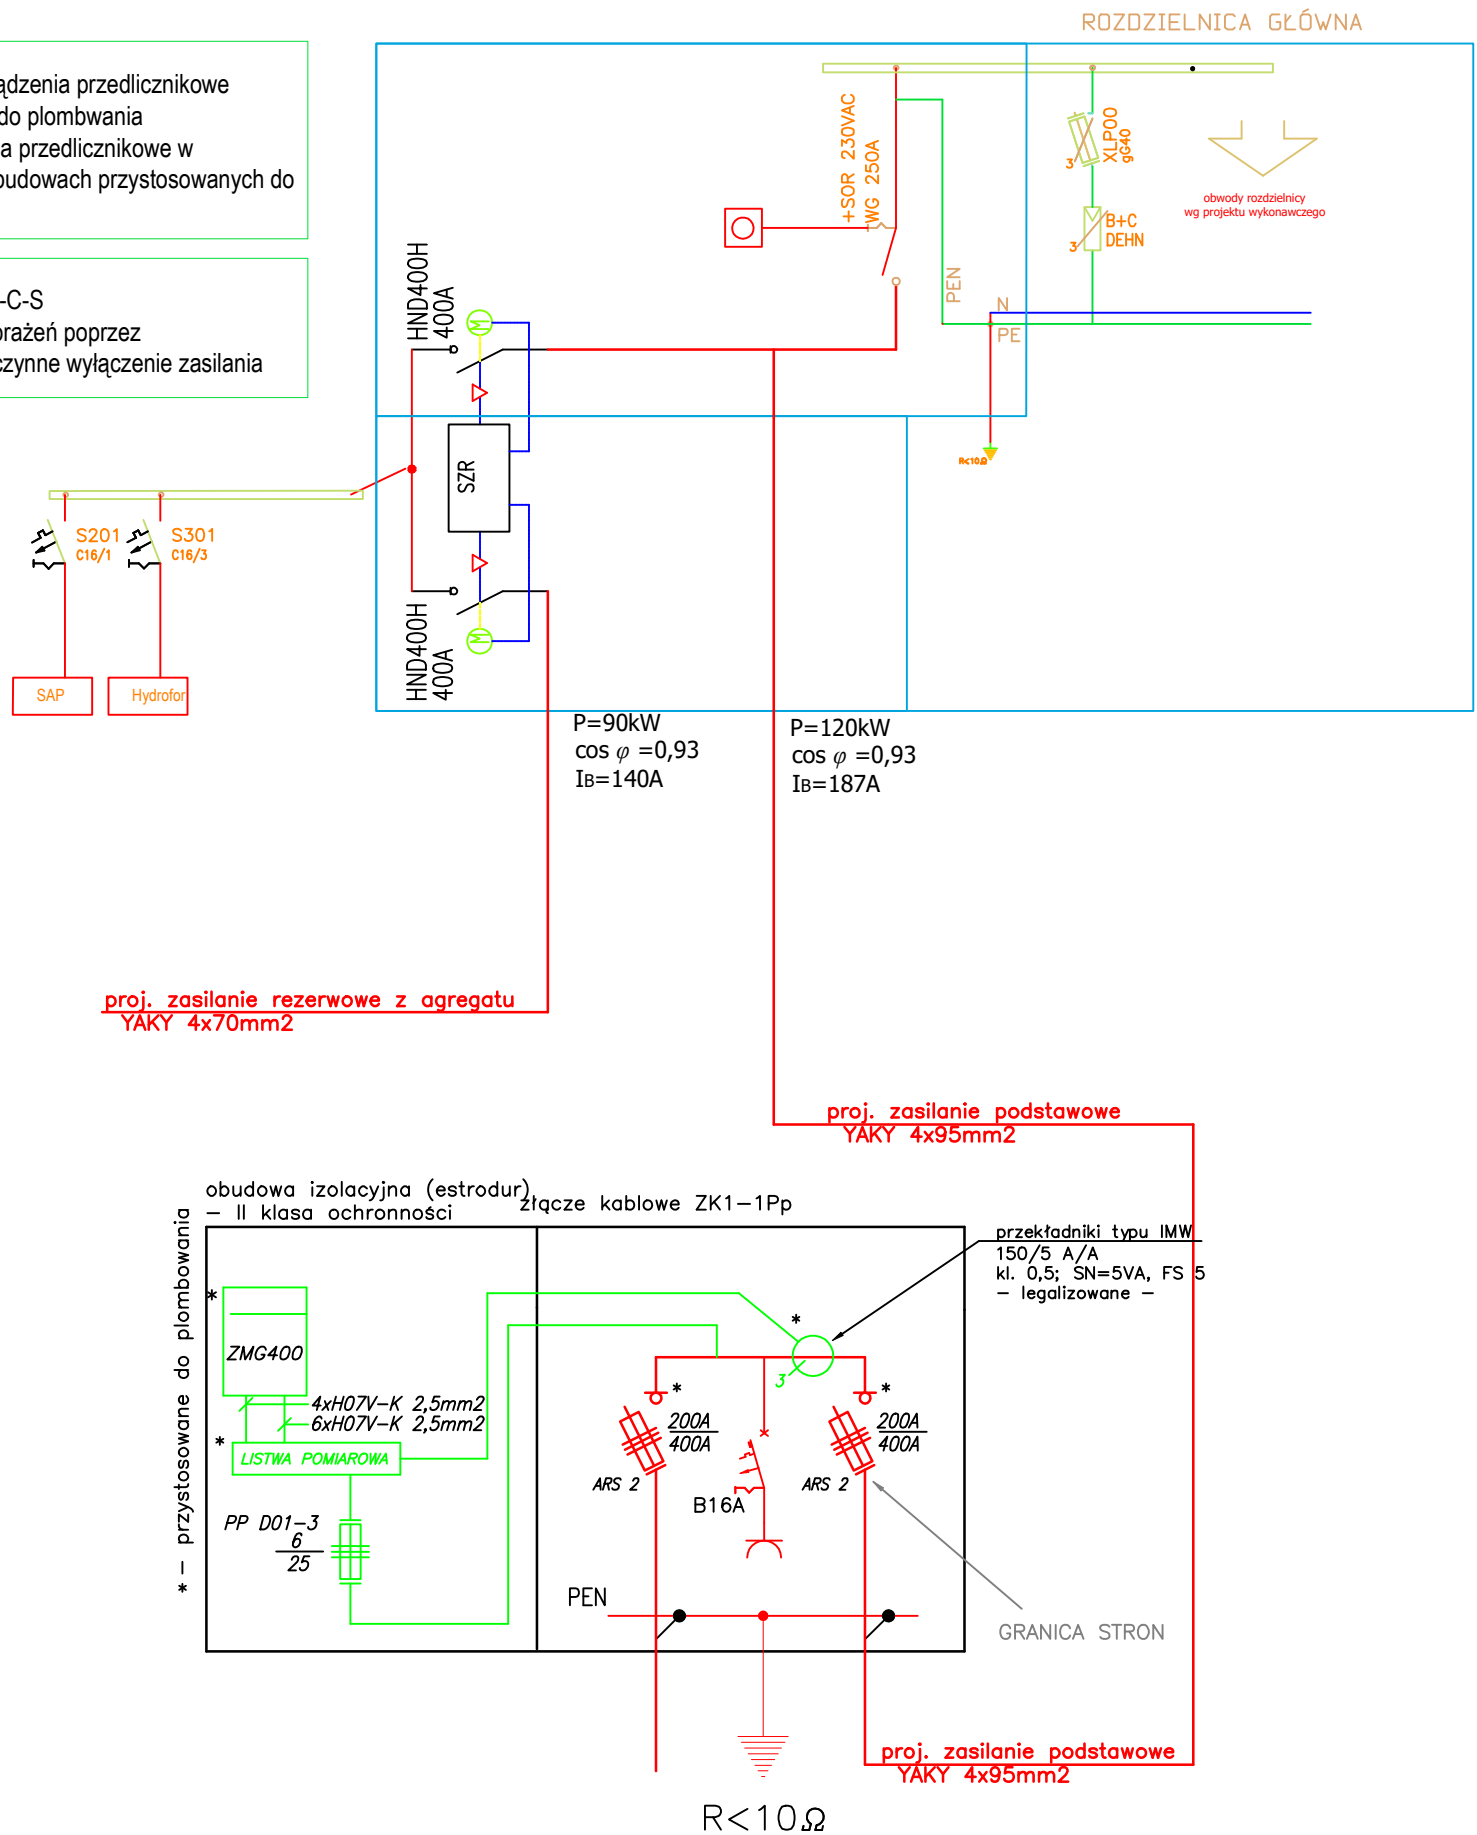 ROZDZIELNICA GŁÓWNA
ądzenia przedlicznikowe
do plombwania
a przedlicznikowe w
budowach przystosowanych do
-C-S
orażeń poprzez
czynne wyłączenie zasilania
+SOR 230VAC
WG 250A
XLP00
gG40
3
B+C
DEHN
3
obwody rozdzielnicy
wg projektu wykonawczego
PEN
N
PE
R<10Ω
HND400H
400A
M
SZR
M
HND400H
400A
S201
C16/1
S301
C16/3
SAP
Hydrofor
P=90kW
cos φ =0,93
IB=140A
P=120kW
cos φ =0,93
IB=187A
proj. zasilanie rezerwowe z agregatu
YAKY 4x70mm2
proj. zasilanie podstawowe
YAKY 4x95mm2
obudowa izolacyjna (estrodur)
– II klasa ochronności
złącze kablowe ZK1–1Pp
* – przystosowane do plombowania
przekładniki typu IMW
150/5 A/A
kl. 0,5; SN=5VA, FS 5
– legalizowane –
*
ZMG400
4xH07V–K 2,5mm2
6xH07V–K 2,5mm2
*
LISTWA POMIAROWA
PP D01–3
6
25
*
3
*
200A
400A
ARS 2
B16A
*
200A
400A
ARS 2
PEN
GRANICA STRON
proj. zasilanie podstawowe
YAKY 4x95mm2
R<10Ω